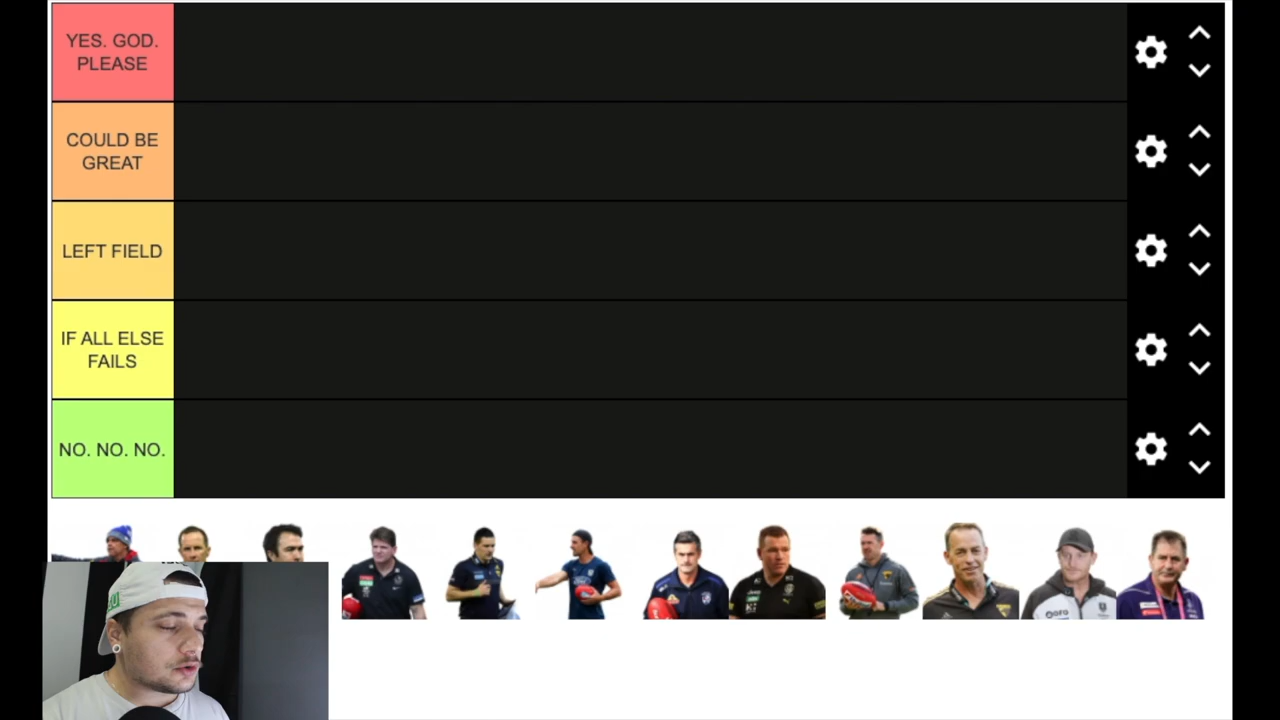 YES. GOD.
PLEASE
COULD BE
GREAT
LEFT FIELD
IF ALL ELSE
FAILS
NO. NO. NO.